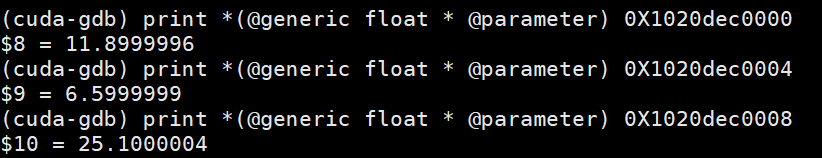 (cuda-gdb) print *(@generic float * @parameter) 0X1020dec0000
$8 = 11.8999996
(cuda-gdb) print *(@generic float * @parameter) 0X1020dec0004
$9 = 6.5999999
(cuda-gdb) print *(@generic float * @parameter) 0X1020dec0008
$10 = 25.1000004